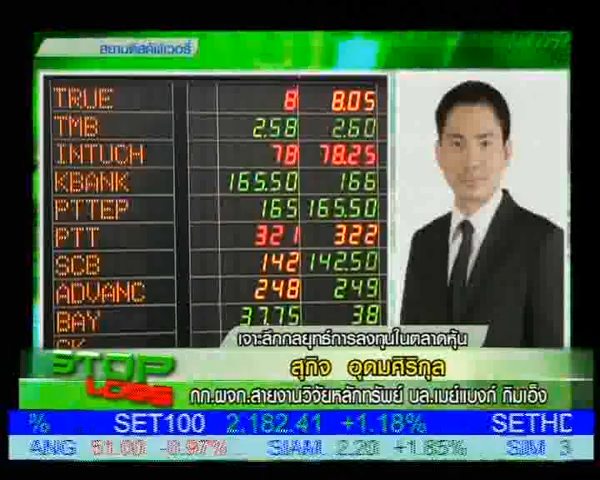 สยามดิสคัฟเวอรี่
TRUE 8 8.05
TMB 2.58 2.60
INTUCH 78 78.25
KBANK 165.50 166
PTTEP 165 165.50
PTT 321 322
SCB 142 142.50
ADVANC 248 249
BAY 37.75 38
CK
เจาะลึกกลยุทธ์การลงทุนในตลาดหุ้น
STOP LOSS
สุกิจ อุดมศิริกุล
กก.ผจก.สายงานวิจัยหลักทรัพย์ บล.เมย์แบงก์ กิมเอ็ง
% SET100 2,182.41 +1.18% SETHD
ANG 51.00 -0.97% SIAM 2.20 +1.85% SIM 3